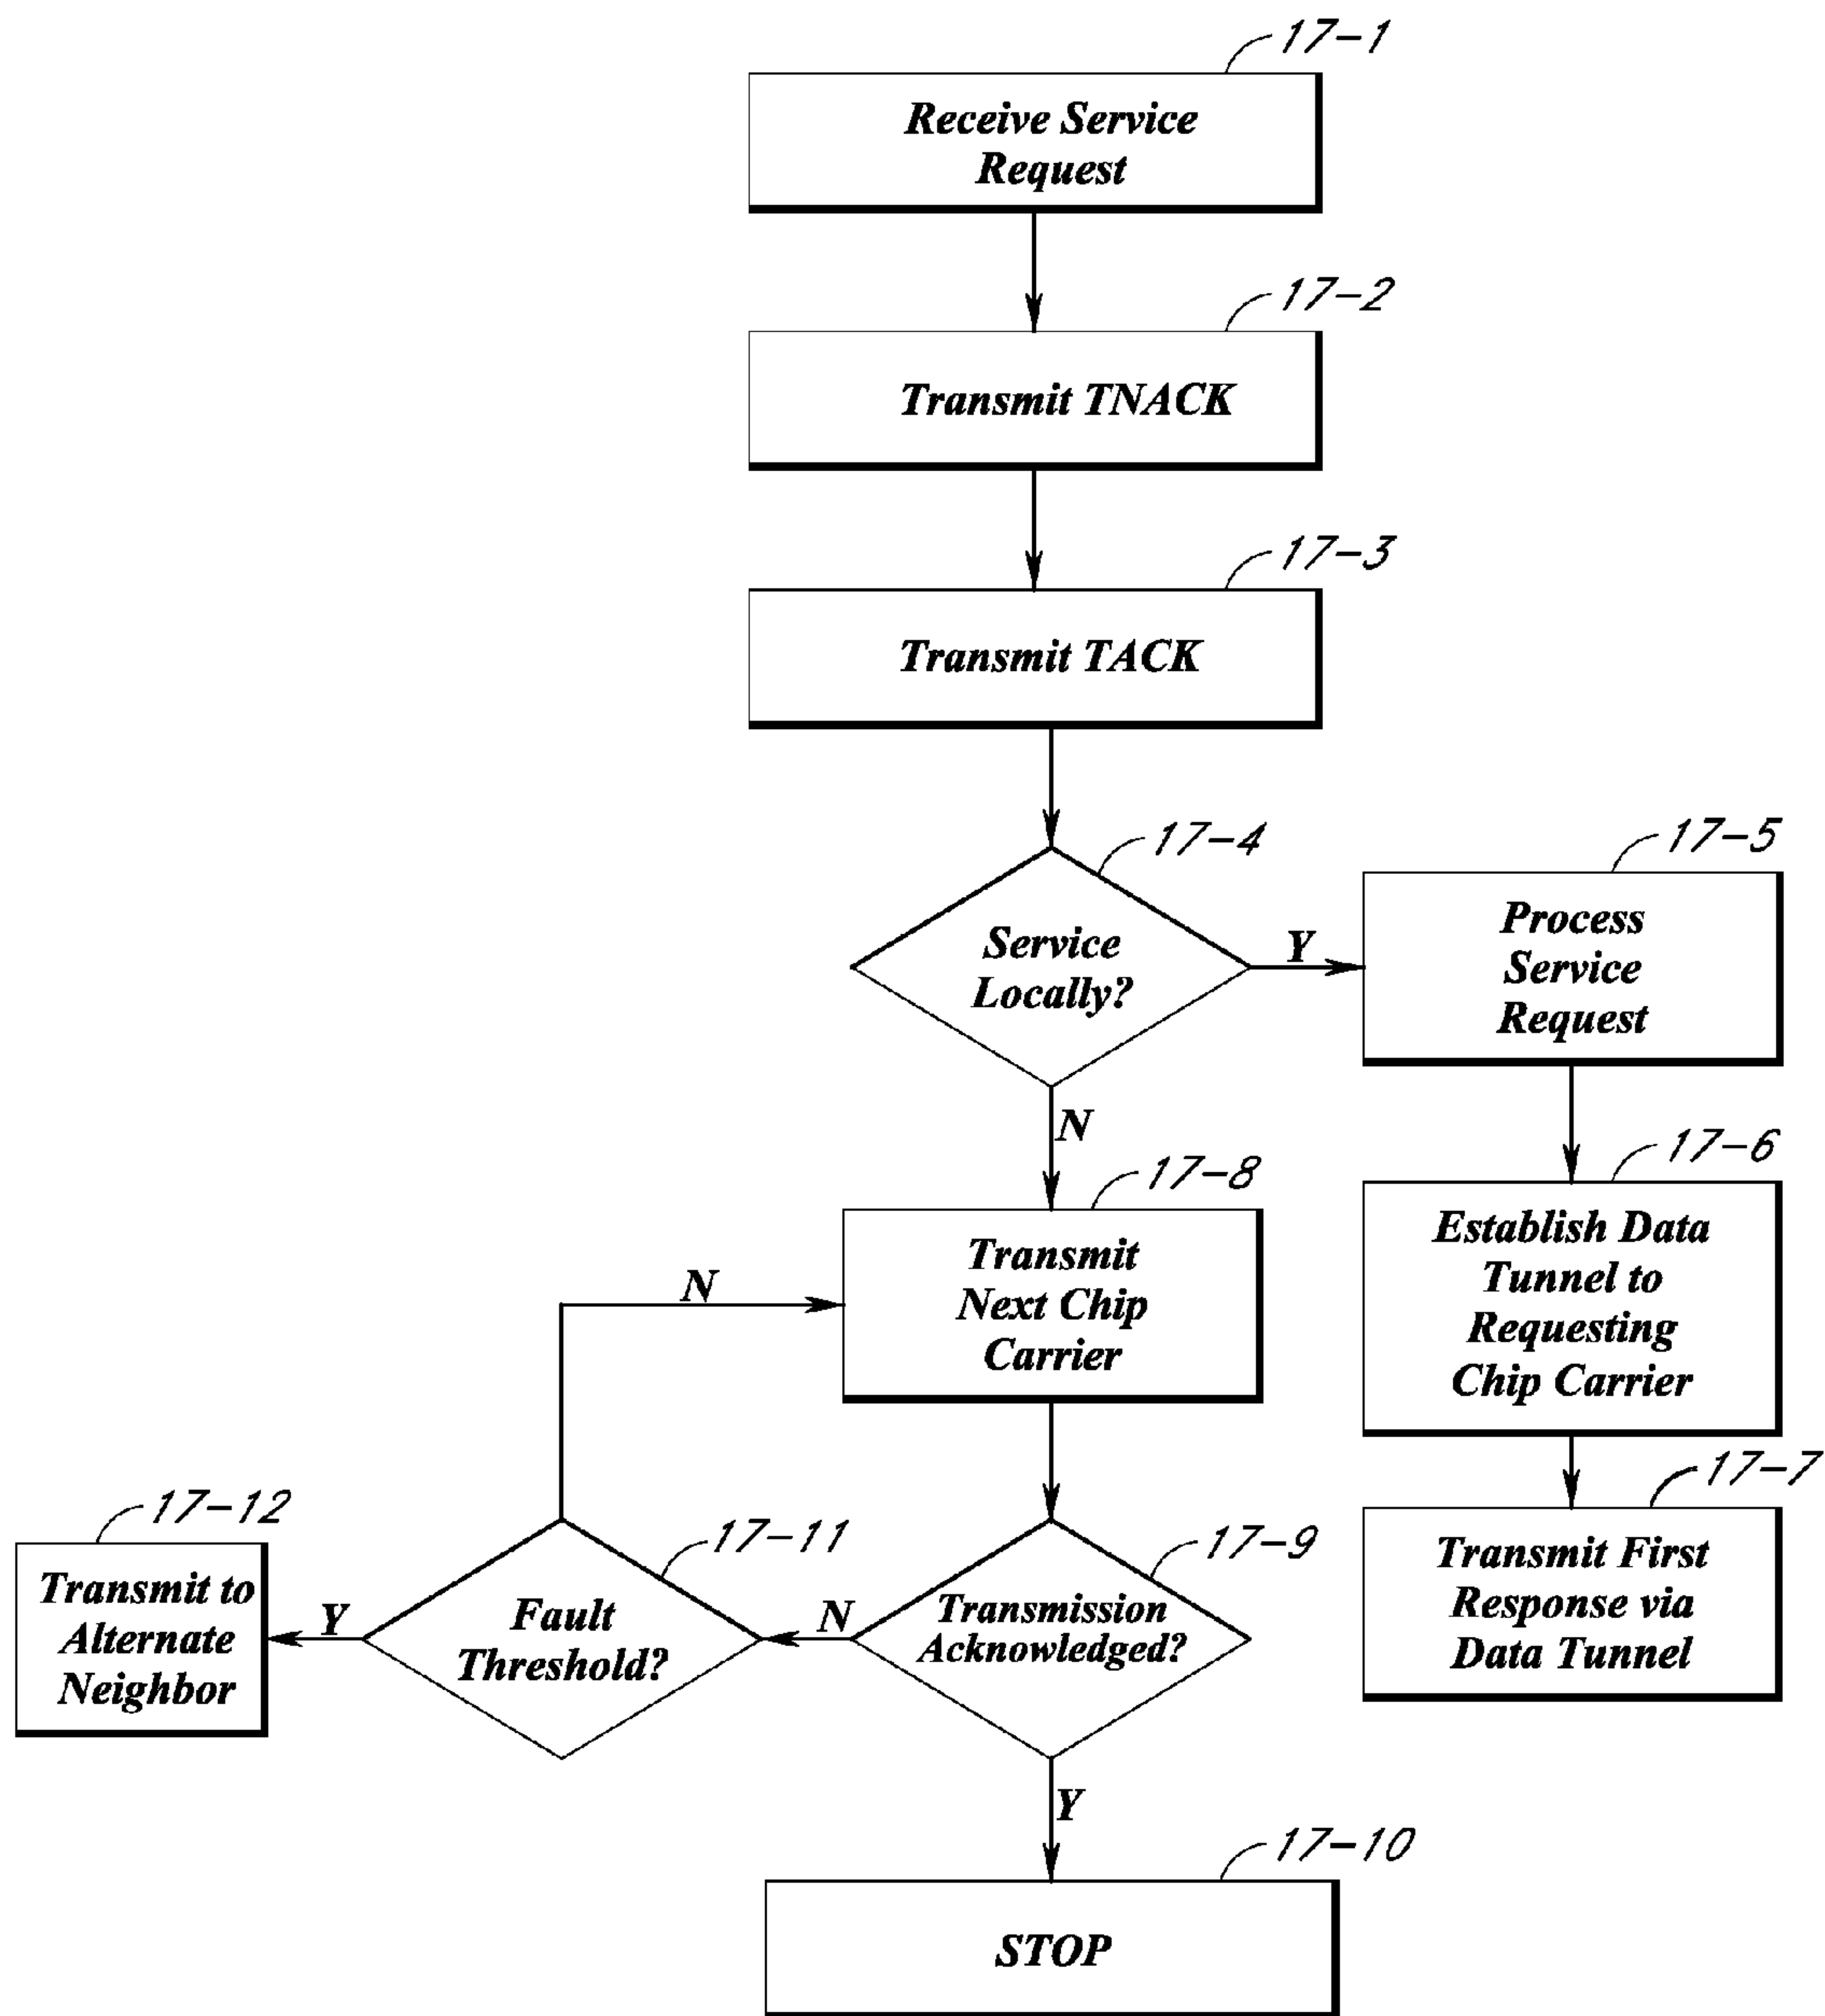 17-1
Receive Service
Request
17-2
Transmit TNACK
17-3
Transmit TACK
17-4
Service
Locally?
Y
N
17-5
Process
Service
Request
17-6
Establish Data
Tunnel to
Requesting
Chip Carrier
17-7
Transmit First
Response via
Data Tunnel
17-8
Transmit
Next Chip
Carrier
N
17-9
Transmission
Acknowledged?
N
Y
17-11
Fault
Threshold?
Y
17-12
Transmit to
Alternate
Neighbor
17-10
STOP